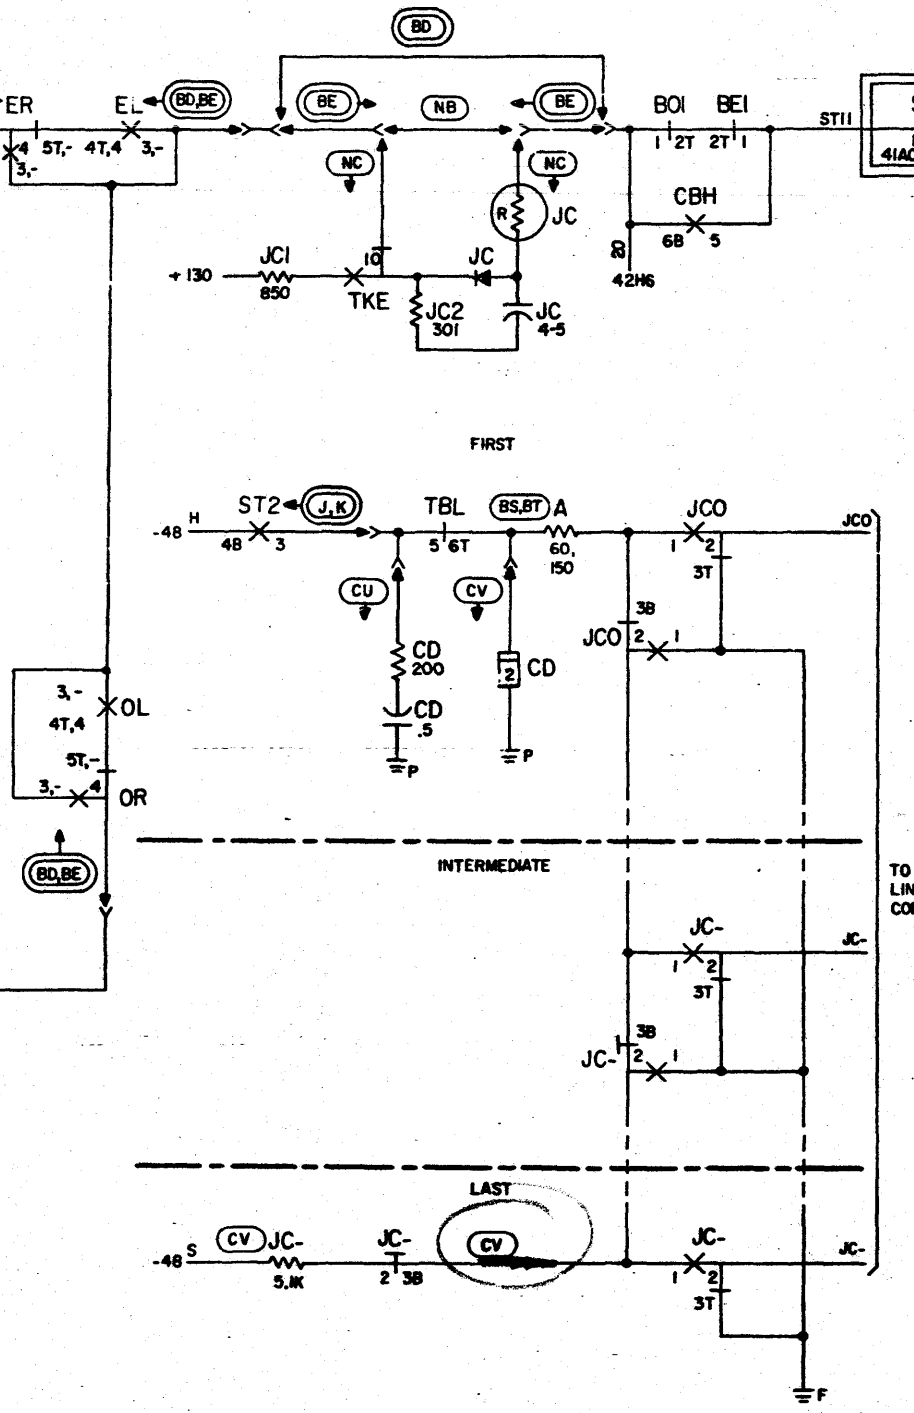 BD
ER
EL
BD,BE
BE
NB
BE
BO1
BE1
ST11
4
5T,-
4T,4
3,-
1
2T
2T
1
3,-
41AC
NC
NC
CBH
6B
5
R
JC
20
42H6
JC1
10
JC
+130
850
TKE
JC2
301
JC
4-5
FIRST
ST2
J,K
TBL
BS,BT
A
JCO
JCO
-48
H
4B
3
5
6T
60,
150
1
2
3T
CU
CV
3B
JCO
2
1
CD
200
.2
CD
CD
.5
P
P
3,-
OL
4T,4
5T,-
3,-
4
OR
BD,BE
INTERMEDIATE
TO
LIN
JC-
JC-
1
2
3T
3B
JC-
2
1
LAST
CV
JC-
JC-
CV
JC-
JC-
-48
S
5.1K
2
3B
1
2
3T
F